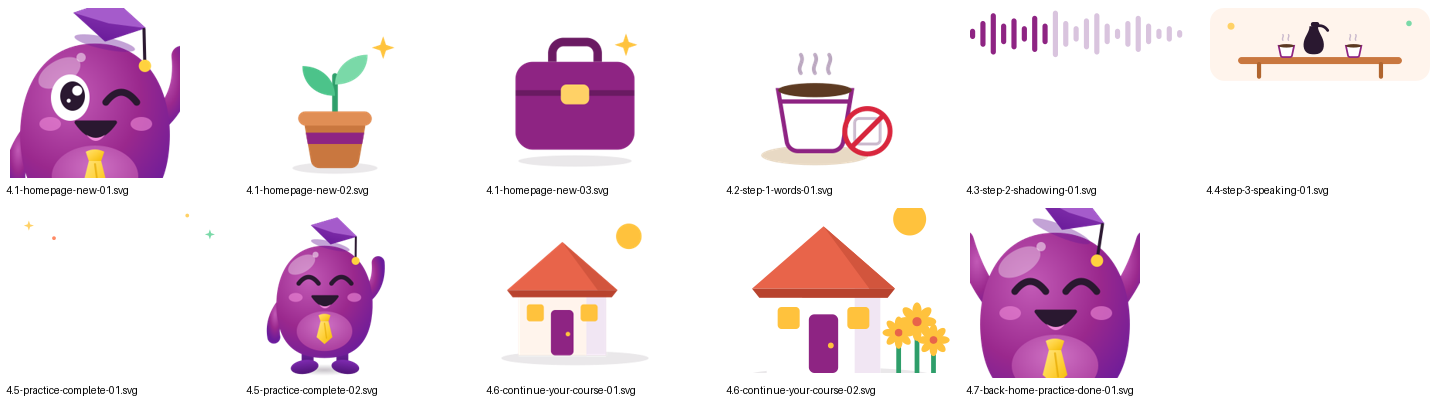 4.1-homepage-new-01.svg
4.1-homepage-new-02.svg
4.1-homepage-new-03.svg
4.2-step-1-words-01.svg
4.3-step-2-shadowing-01.svg
4.4-step-3-speaking-01.svg
4.5-practice-complete-01.svg
4.5-practice-complete-02.svg
4.6-continue-your-course-01.svg
4.6-continue-your-course-02.svg
4.7-back-home-practice-done-01.svg